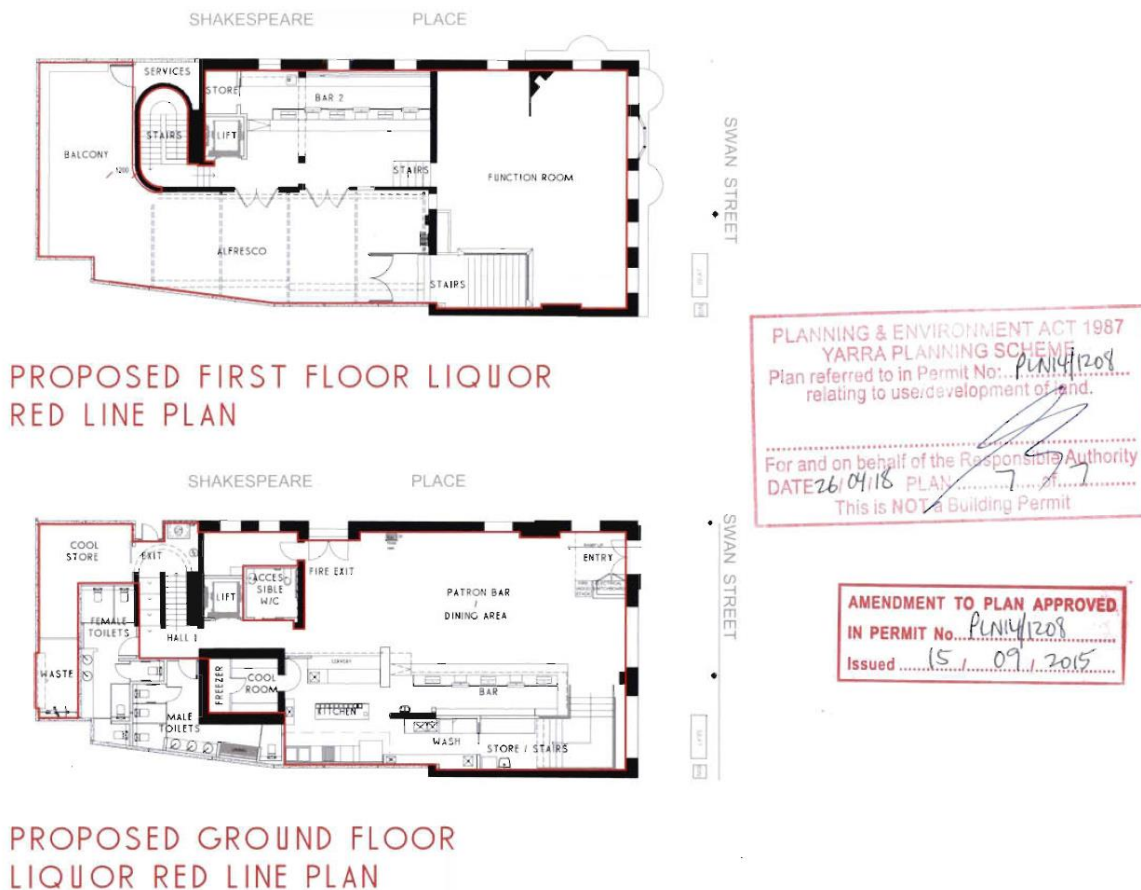 SHAKESPEARE PLACE
SERVICES
STORE
BAR 2
STAIRS
LIFT
BALCONY
1200
STAIRS
FUNCTION ROOM
ALFRESCO
STAIRS
SWAN STREET
SEAT
PROPOSED FIRST FLOOR LIQUOR
RED LINE PLAN
PLANNING & ENVIRONMENT ACT 1987
YARRA PLANNING SCHEME
Plan referred to in Permit No: PLN14/1208
relating to use/development of land.
For and on behalf of the Responsible Authority
DATE 26/04/18 PLAN 7 of 7
This is NOT a Building Permit
SHAKESPEARE PLACE
COOL
STORE
EXIT
FIRE EXIT
ENTRY
LIFT
ACCES
SIBLE
W/C
PATRON BAR
/
DINING AREA
FEMALE
TOILETS
HALL 1
WASTE
FREEZER
COOL
ROOM
BAR
KITCHEN
MALE
TOILETS
WASH
STORE / STAIRS
SWAN STREET
SEAT
AMENDMENT TO PLAN APPROVED
IN PERMIT No. PLN14/1208
Issued 15 / 09 / 2015
PROPOSED GROUND FLOOR
LIQUOR RED LINE PLAN